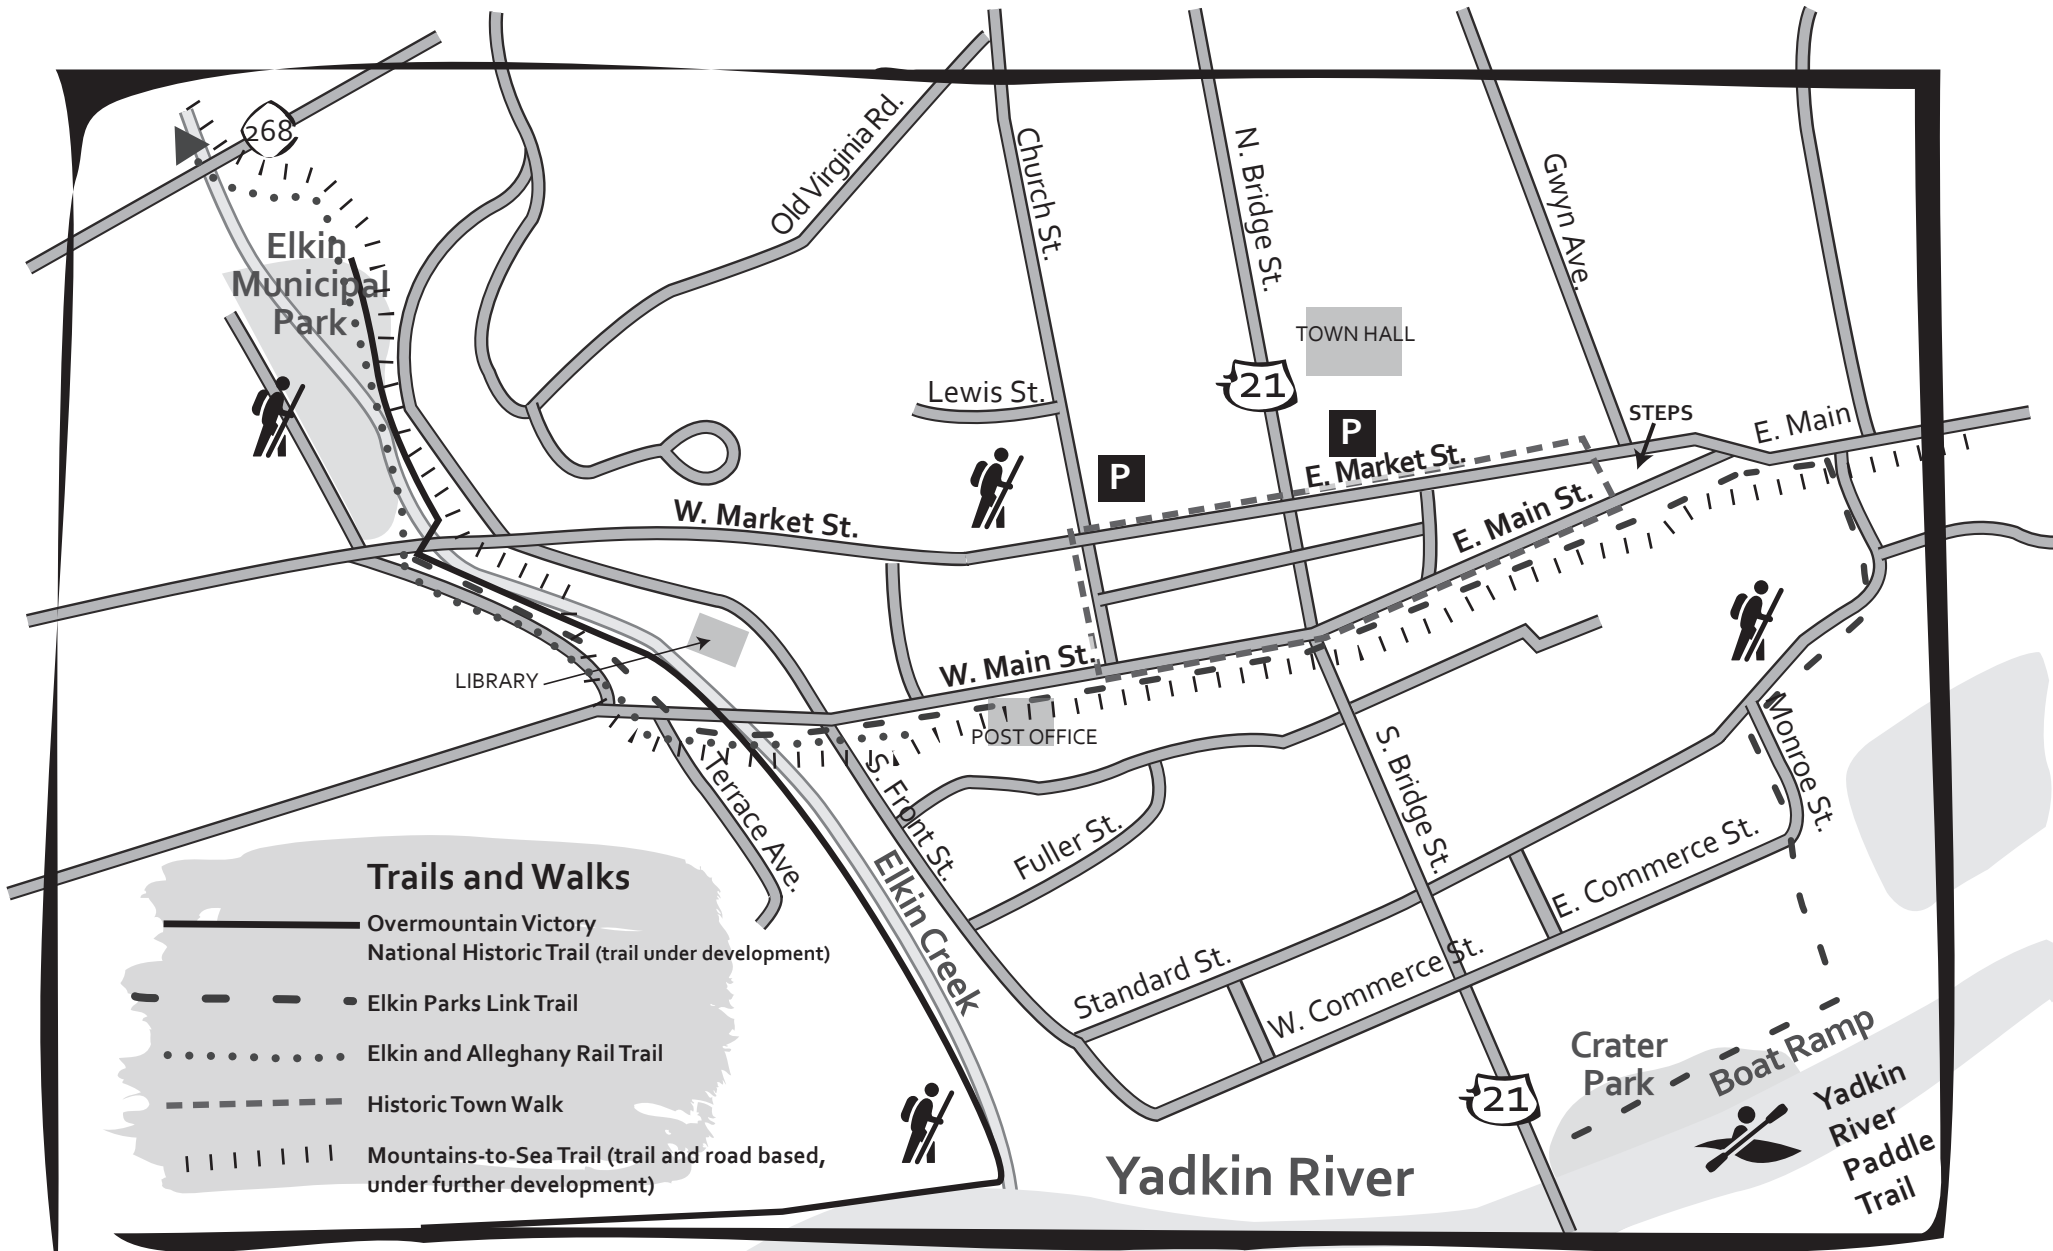 268
Old Virginia Rd.
Church St.
N. Bridge St.
Gwyn Ave.
Elkin
Municipal
Park
TOWN HALL
21
Lewis St.
STEPS
E. Main
P
P
E. Market St.
W. Market St.
E. Main St.
LIBRARY
W. Main St.
POST OFFICE
Monroe St.
S. Bridge St.
S. Front St.
Terrace Ave.
Fuller St.
Elkin Creek
E. Commerce St.
Standard St.
W. Commerce St.
Trails and Walks
Overmountain Victory
National Historic Trail (trail under development)
Elkin Parks Link Trail
Elkin and Alleghany Rail Trail
Historic Town Walk
Mountains-to-Sea Trail (trail and road based,
under further development)
Crater
Park
Boat Ramp
21
Yadkin River
Yadkin
River
Paddle
Trail